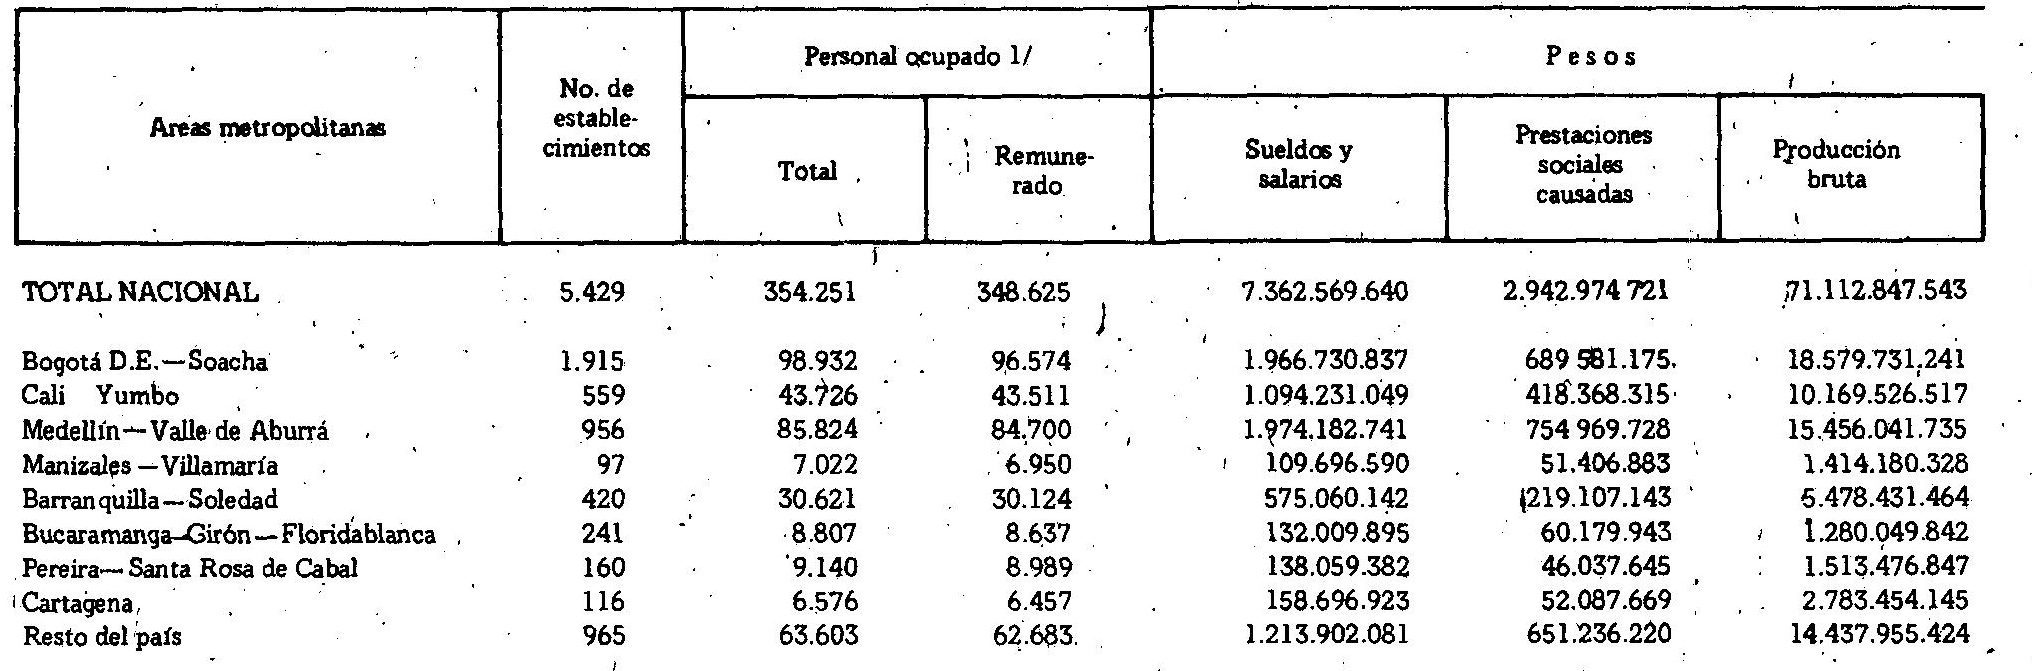 Areas metropolitanas
No. de
estable-
cimientos
Personal ocupado 1/
Total
Remune-
rado
Pesos
Sueldos y
salarios
Prestaciones
sociales
causadas
Producción
bruta
TOTAL NACIONAL 5.429 354.251 348.625 7.362.569.640 2.942.974 721 71.112.847.543
Bogotá D.E.—Soacha 1.915 98.932 96.574 1.966.730.837 689 581.175. 18.579.731.241
Cali Yumbo 559 43.726 43.511 1.094.231.049 418.368.315 10.169.526.517
Medellín—Valle de Aburrá 956 85.824 84.700 1.974.182.741 754 969.728 15.456.041.735
Manizales —Villamaría 97 7.022 6.950 109.696.590 51.406.883 1.414.180.328
Barranquilla—Soledad 420 30.621 30.124 575.060.142 219.107.143 5.478.431.464
Bucaramanga—Girón—Floridablanca 241 8.807 8.637 132.009.895 60.179.943 1.280.049.842
Pereira—Santa Rosa de Cabal 160 9.140 8.989 138.059.382 46.037.645 1.513.476.847
Cartagena 116 6.576 6.457 158.696.923 52.087.669 2.783.454.145
Resto del país 965 63.603 62.683 1.213.902.081 651.236.220 14.437.955.424